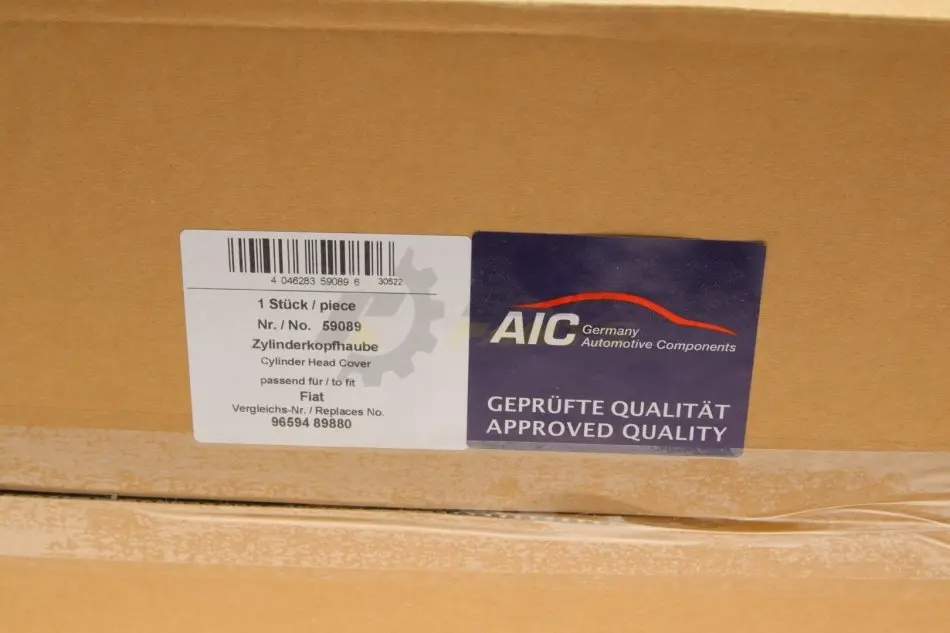 4 046283 59089 6 30522
1 Stück / piece
Nr. / No. 59089
Zylinderkopfhaube
Cylinder Head Cover
passend für / to fit
Fiat
Vergleichs-Nr. / Replaces No.
96594 89880
AIC Germany
Automotive Components
GEPRÜFTE QUALITÄT
APPROVED QUALITY